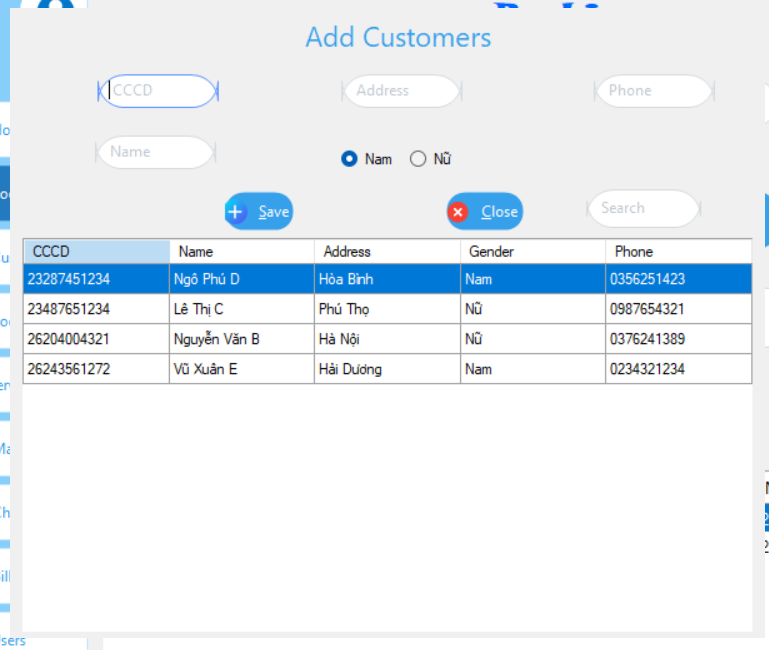 Add Customers
CCCD Address Phone
Name Nam Nữ
Save Close Search
CCCD Name Address Gender Phone
23287451234 Ngô Phú D Hòa Bình Nam 0356251423
23487651234 Lê Thị C Phú Thọ Nữ 0987654321
26204004321 Nguyễn Văn B Hà Nội Nữ 0376241389
26243561272 Vũ Xuân E Hải Dương Nam 0234321234